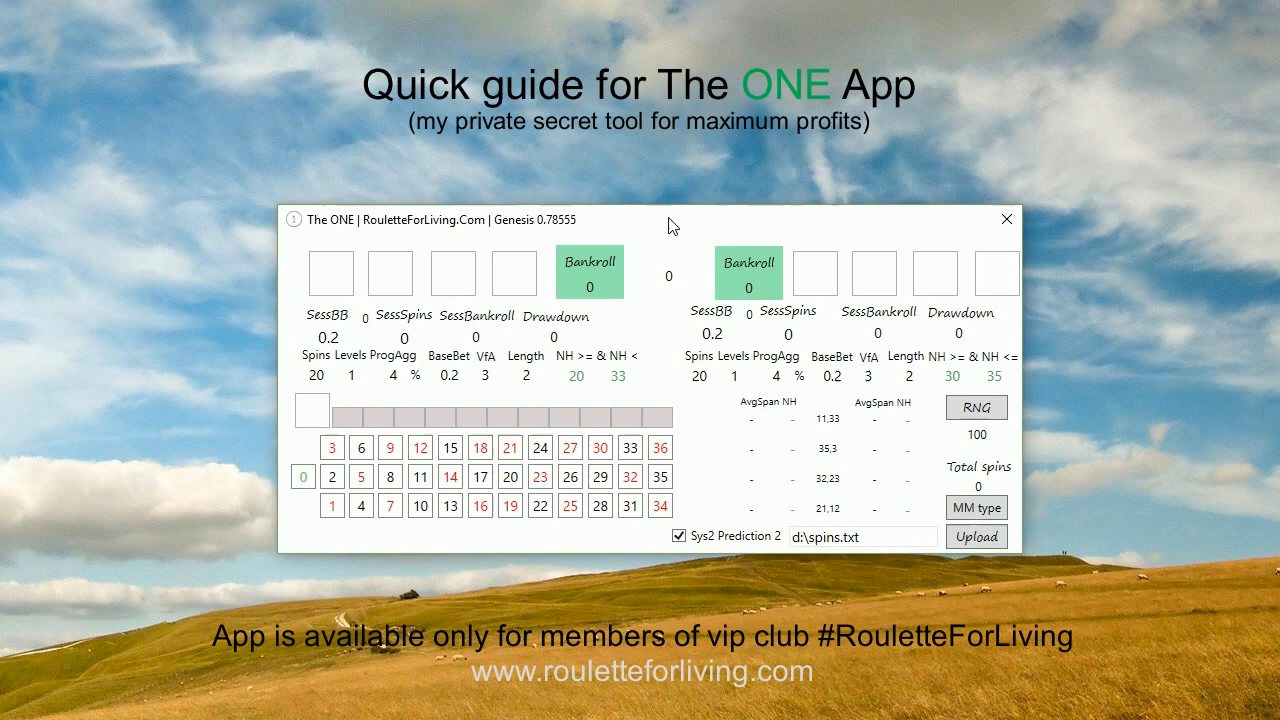 Quick guide for The ONE App
(my private secret tool for maximum profits)
1 The ONE | RouletteForLiving.Com | Genesis 0.78555
Bankroll 0 Bankroll
0 0
SessBB 0 SessSpins SessBankroll Drawdown SessBB 0 SessSpins SessBankroll Drawdown
0.2 0 0 0 0.2 0 0 0
Spins Levels ProgAgg BaseBet VfA Length NH >= & NH < Spins Levels ProgAgg BaseBet VfA Length NH >= & NH <=
20 1 4 % 0.2 3 2 20 33 20 1 4 % 0.2 3 2 30 35
AvgSpan NH AvgSpan NH RNG
- - 11,33 - -
100
3 6 9 12 15 18 21 24 27 30 33 36 - - 35,3 - -
Total spins
0 2 5 8 11 14 17 20 23 26 29 32 35 - - 32,23 - - 0
1 4 7 10 13 16 19 22 25 28 31 34 - - 21,12 - - MM type
Sys2 Prediction 2 d:\spins.txt Upload
App is available only for members of vip club #RouletteForLiving
www.rouletteforliving.com